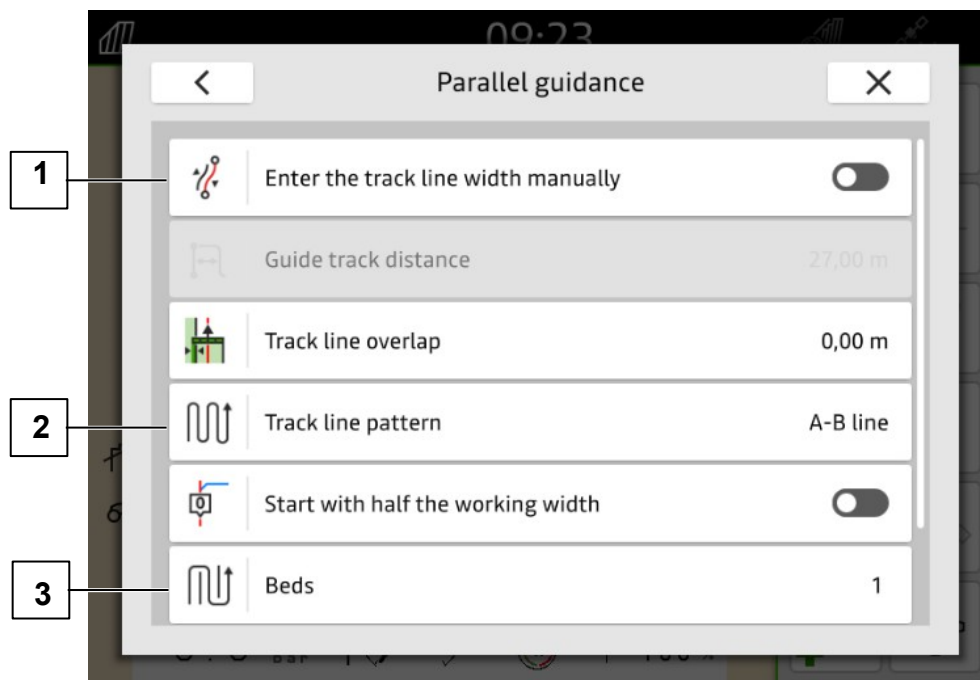 09:23
Parallel guidance
1
Enter the track line width manually
Guide track distance 27,00 m
Track line overlap 0,00 m
2
Track line pattern A-B line
0
Start with half the working width
3
Beds 1